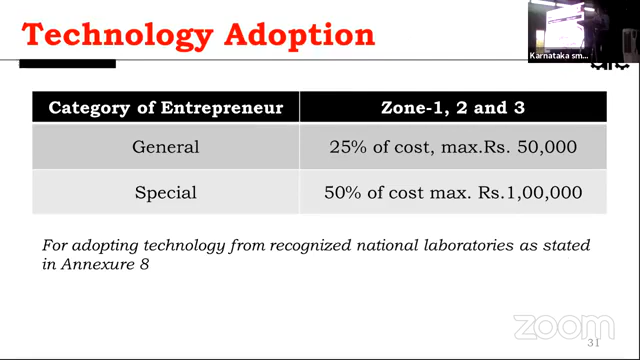 Technology Adoption
Karnataka sm...
Category of Entrepreneur Zone-1, 2 and 3
General 25% of cost, max.Rs. 50,000
Special 50% of cost max. Rs.1,00,000
For adopting technology from recognized national laboratories as stated
in Annexure 8
zoom
31